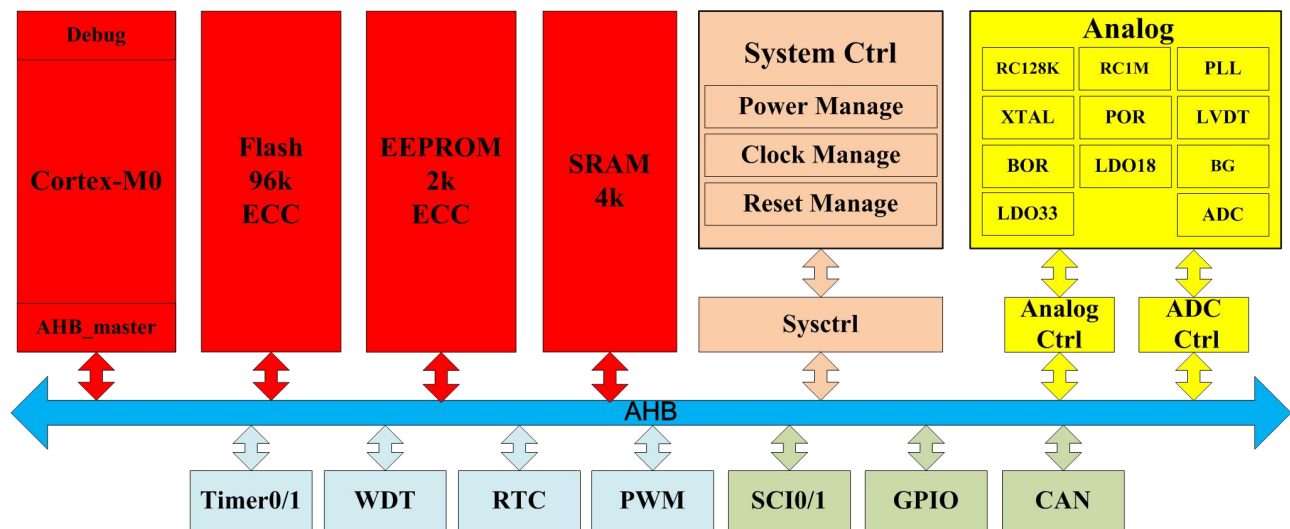 Debug
Cortex-M0
AHB_master
Flash
96k
ECC
EEPROM
2k
ECC
SRAM
4k
System Ctrl
Power Manage
Clock Manage
Reset Manage
Sysctrl
Analog
RC128K
RC1M
PLL
XTAL
POR
LVDT
BOR
LDO18
BG
LDO33
ADC
Analog
Ctrl
ADC
Ctrl
AHB
Timer0/1
WDT
RTC
PWM
SCI0/1
GPIO
CAN